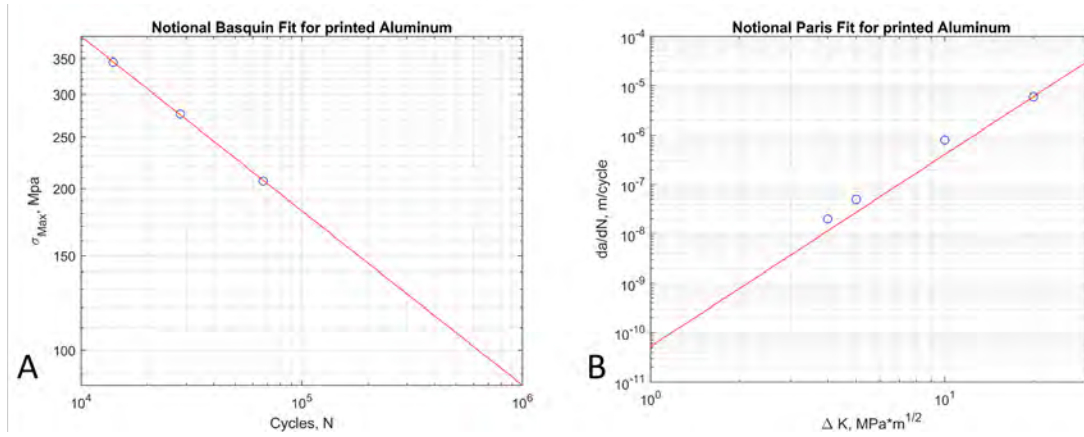 Notional Basquin Fit for printed Aluminum
350
300
250
200
150
100
σMax, Mpa
10^4
10^5
10^6
Cycles, N
A
Notional Paris Fit for printed Aluminum
10^-4
10^-5
10^-6
10^-7
10^-8
10^-9
10^-10
10^-11
da/dN, m/cycle
10^0
10^1
Δ K, MPa*m^1/2
B